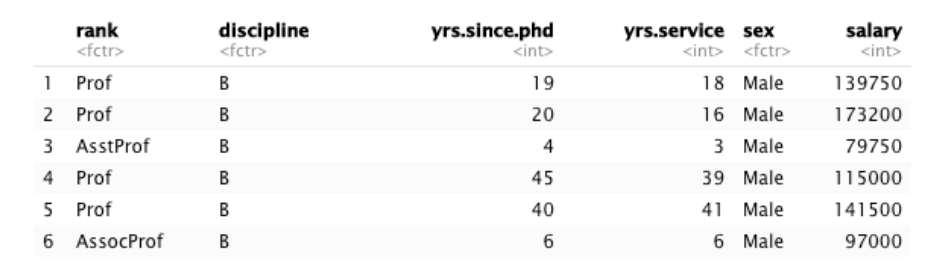 rank discipline yrs.since.phd yrs.service sex salary
<fctr> <fctr> <int> <int> <fctr> <int>
1 Prof B 19 18 Male 139750
2 Prof B 20 16 Male 173200
3 AsstProf B 4 3 Male 79750
4 Prof B 45 39 Male 115000
5 Prof B 40 41 Male 141500
6 AssocProf B 6 6 Male 97000